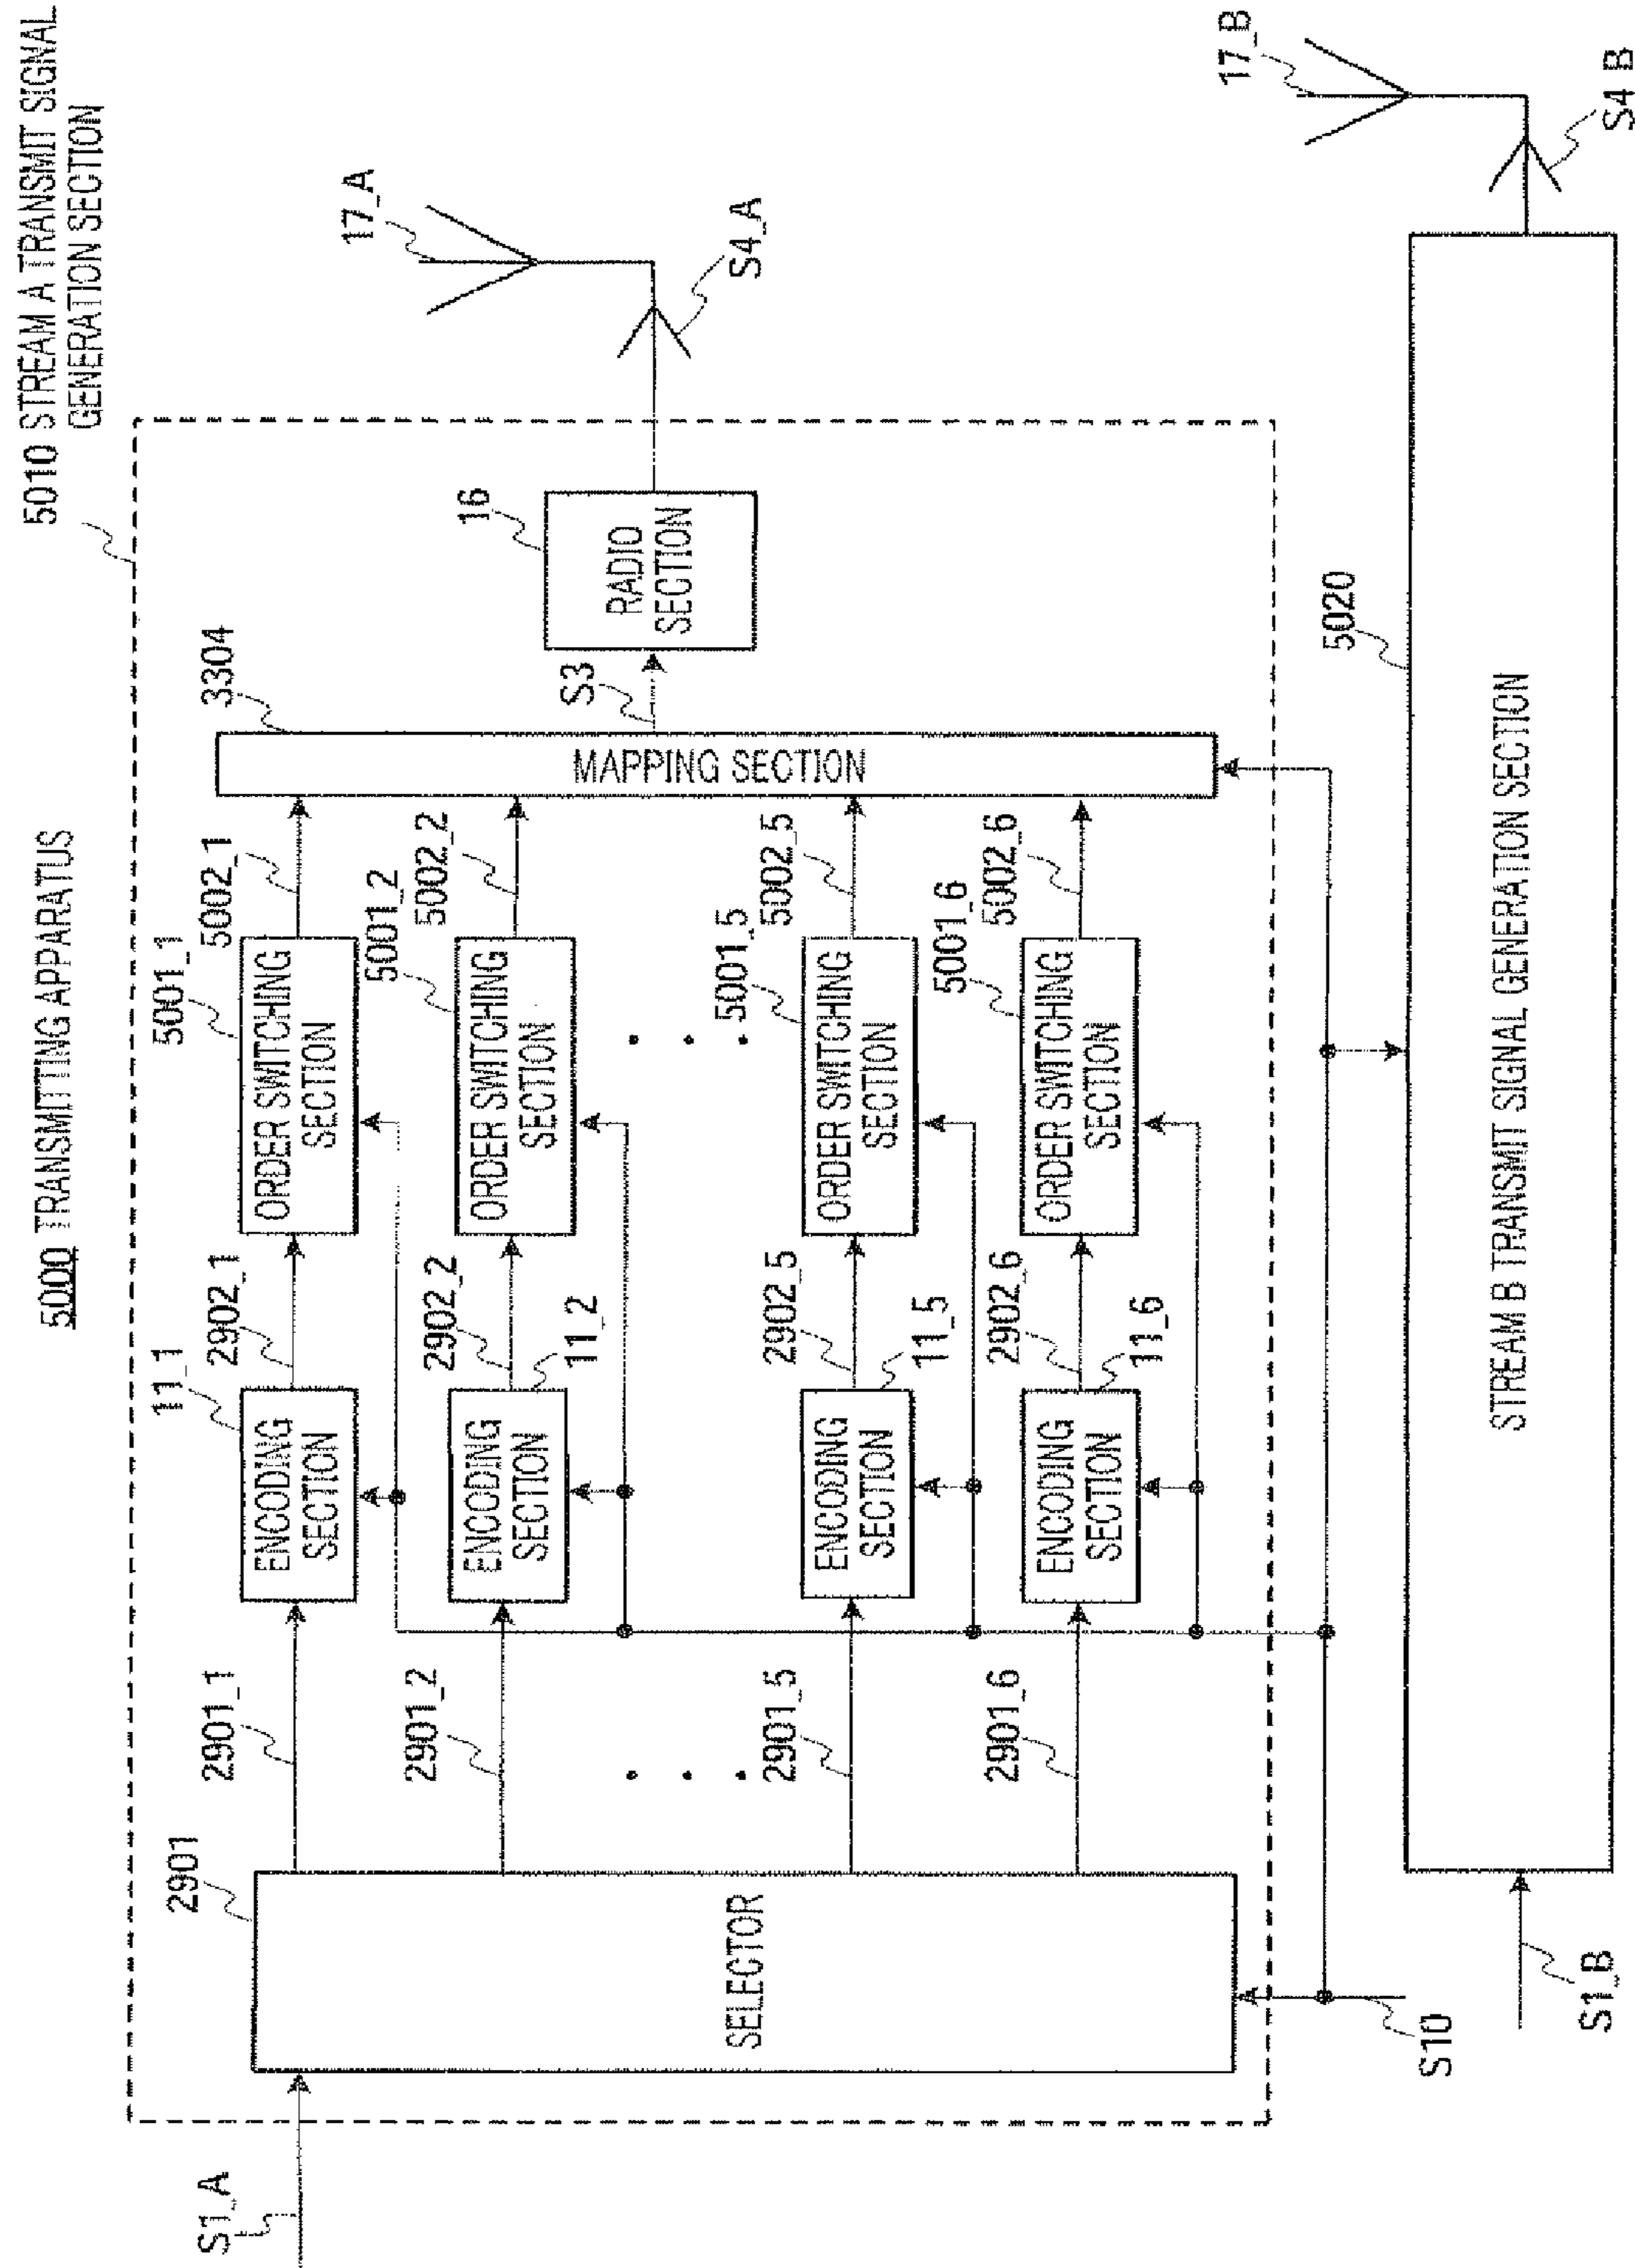 5000 TRANSMITTING APPARATUS
5010 STREAM A TRANSMIT SIGNAL
GENERATION SECTION
S1_A
2901
SELECTOR
2901_1
11_1
ENCODING
SECTION
2902_1
5001_1
ORDER SWITCHING
SECTION
5002_1
2901_2
ENCODING
SECTION
11_2
2902_2
5001_2
ORDER SWITCHING
SECTION
5002_2
2901_5
ENCODING
SECTION
11_5
2902_5
5001_5
ORDER SWITCHING
SECTION
5002_5
2901_6
ENCODING
SECTION
11_6
2902_6
5001_6
ORDER SWITCHING
SECTION
5002_6
3304
MAPPING SECTION
S3
16
RADIO
SECTION
17_A
S4_A
S10
S1_B
5020
STREAM B TRANSMIT SIGNAL GENERATION SECTION
17_B
S4_B